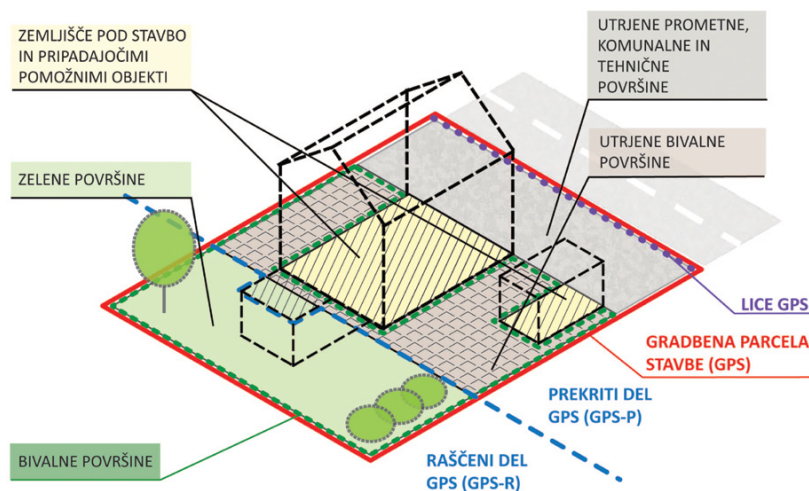 ZEMLJIŠČE POD STAVBO
IN PRIPADAJOČIMI
POMOŽNIMI OBJEKTI
UTRJENE PROMETNE,
KOMUNALNE IN
TEHNIČNE
POVRŠINE
UTRJENE BIVALNE
POVRŠINE
ZELENE POVRŠINE
LICE GPS
GRADBENA PARCELA
STAVBE (GPS)
PREKRITI DEL
GPS (GPS-P)
BIVALNE POVRŠINE
RAŠČENI DEL
GPS (GPS-R)